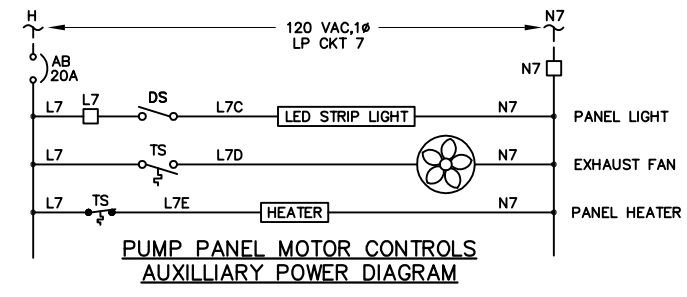 H
120 VAC,1ø
LP CKT 7
N7
AB
20A
N7
L7
L7
DS
L7C
LED STRIP LIGHT
N7
PANEL LIGHT
L7
TS
L7D
N7
EXHAUST FAN
L7
TS
L7E
HEATER
N7
PANEL HEATER
PUMP PANEL MOTOR CONTROLS
AUXILLIARY POWER DIAGRAM